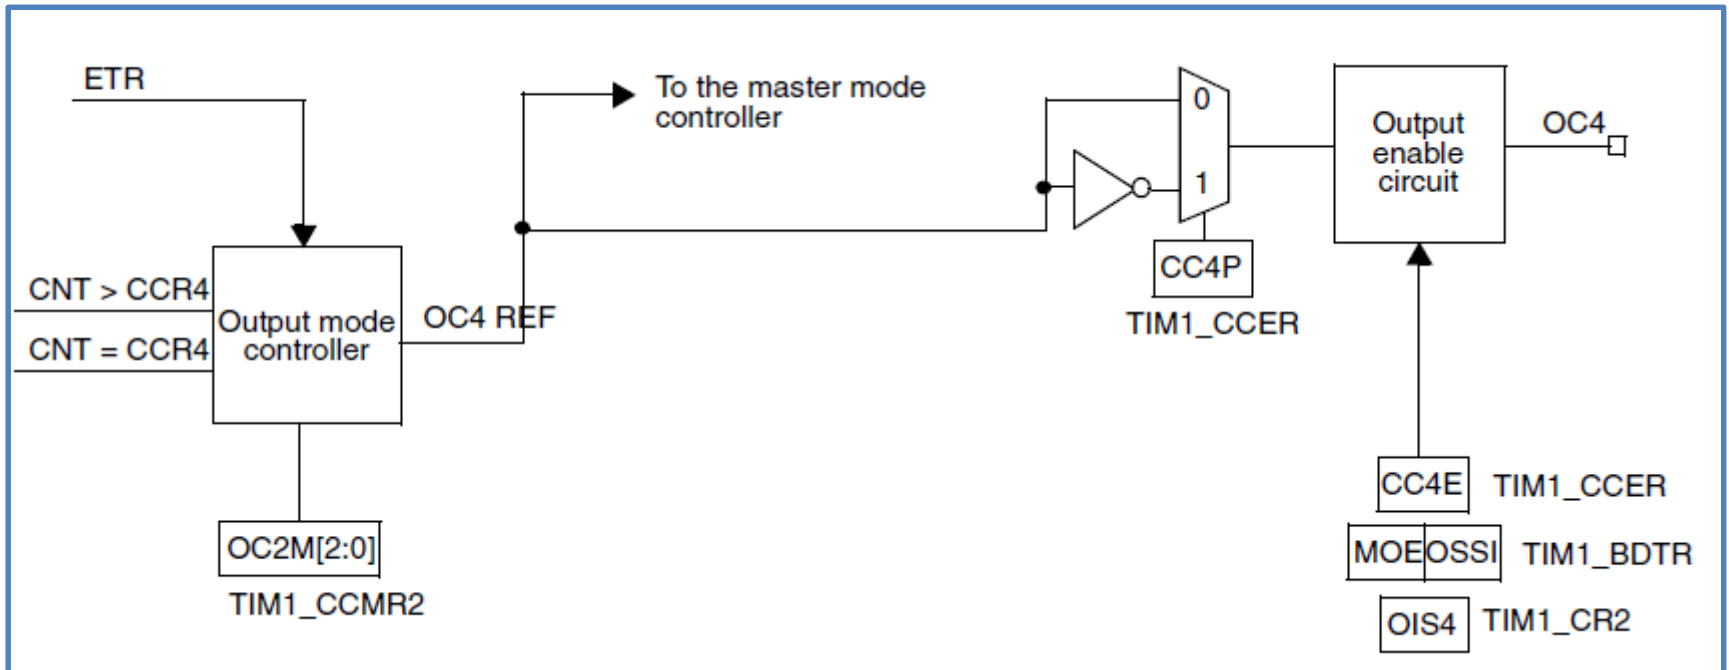 ETR
To the master mode
controller
0
1
Output
enable
circuit
OC4
CC4P
TIM1_CCER
CNT > CCR4
CNT = CCR4
Output mode
controller
OC4 REF
OC2M[2:0]
TIM1_CCMR2
CC4E TIM1_CCER
MOE OSSI TIM1_BDTR
OIS4 TIM1_CR2